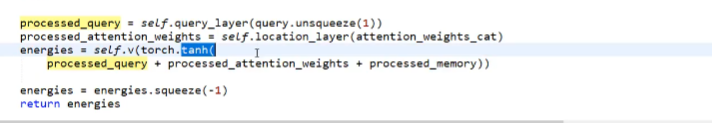 processed_query = self.query_layer(query.unsqueeze(1))
processed_attention_weights = self.location_layer(attention_weights_cat)
energies = self.v(torch.tanh(
processed_query + processed_attention_weights + processed_memory))
energies = energies.squeeze(-1)
return energies